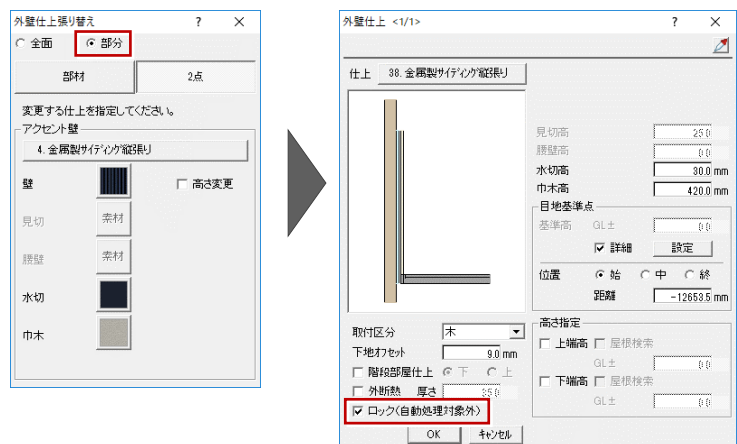 外壁仕上張り替え ? ×
全面 部分
部材 2点
変更する仕上を指定してください。
アクセント壁
4. 金属製サイディング縦張り
壁 高さ変更
見切 素材
腰壁 素材
水切
巾木
外壁仕上 <1/1> ? ×
仕上 38. 金属製サイディング縦張り
見切高 25.0
腰壁高 0.0
水切高 30.0 mm
巾木高 420.0 mm
目地基準点
基準高 GL± 0.0
詳細 設定
位置 始 中 終
距離 -12653.5 mm
取付区分 木
下地オフセット 9.0 mm
階段部屋仕上 下 上
外断熱 厚さ 35.0
ロック(自動処理対象外)
高さ指定
上端高 屋根検索
GL± 0.0
下端高 屋根検索
GL± 0.0
OK キャンセル